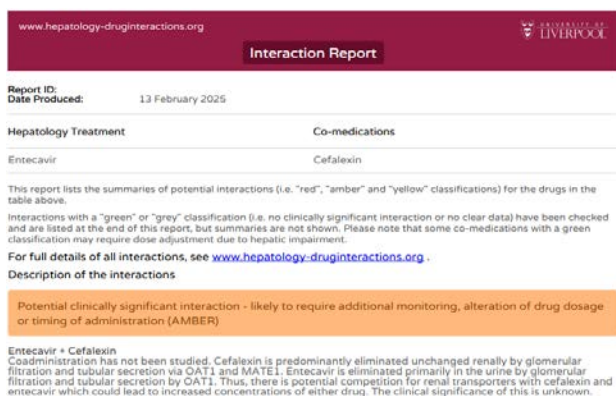 www.hepatology-druginteractions.org
UNIVERSITY OF
LIVERPOOL
Interaction Report
Report ID:
Date Produced: 13 February 2025
Hepatology Treatment Co-medications
Entecavir Cefalexin
This report lists the summaries of potential interactions (i.e. "red", "amber" and "yellow" classifications) for the drugs in the
table above.
Interactions with a "green" or "grey" classification (i.e. no clinically significant interaction or no clear data) have been checked
and are listed at the end of this report, but summaries are not shown. Please note that some co-medications with a green
classification may require dose adjustment due to hepatic impairment.
For full details of all interactions, see www.hepatology-druginteractions.org .
Description of the interactions
Potential clinically significant interaction - likely to require additional monitoring, alteration of drug dosage
or timing of administration (AMBER)
Entecavir + Cefalexin
Coadministration has not been studied. Cefalexin is predominantly eliminated unchanged renally by glomerular
filtration and tubular secretion via OAT1 and MATE1. Entecavir is eliminated primarily in the urine by glomerular
filtration and tubular secretion by OAT1. Thus, there is potential competition for renal transporters with cefalexin and
entecavir which could lead to increased concentrations of either drug. The clinical significance of this is unknown.